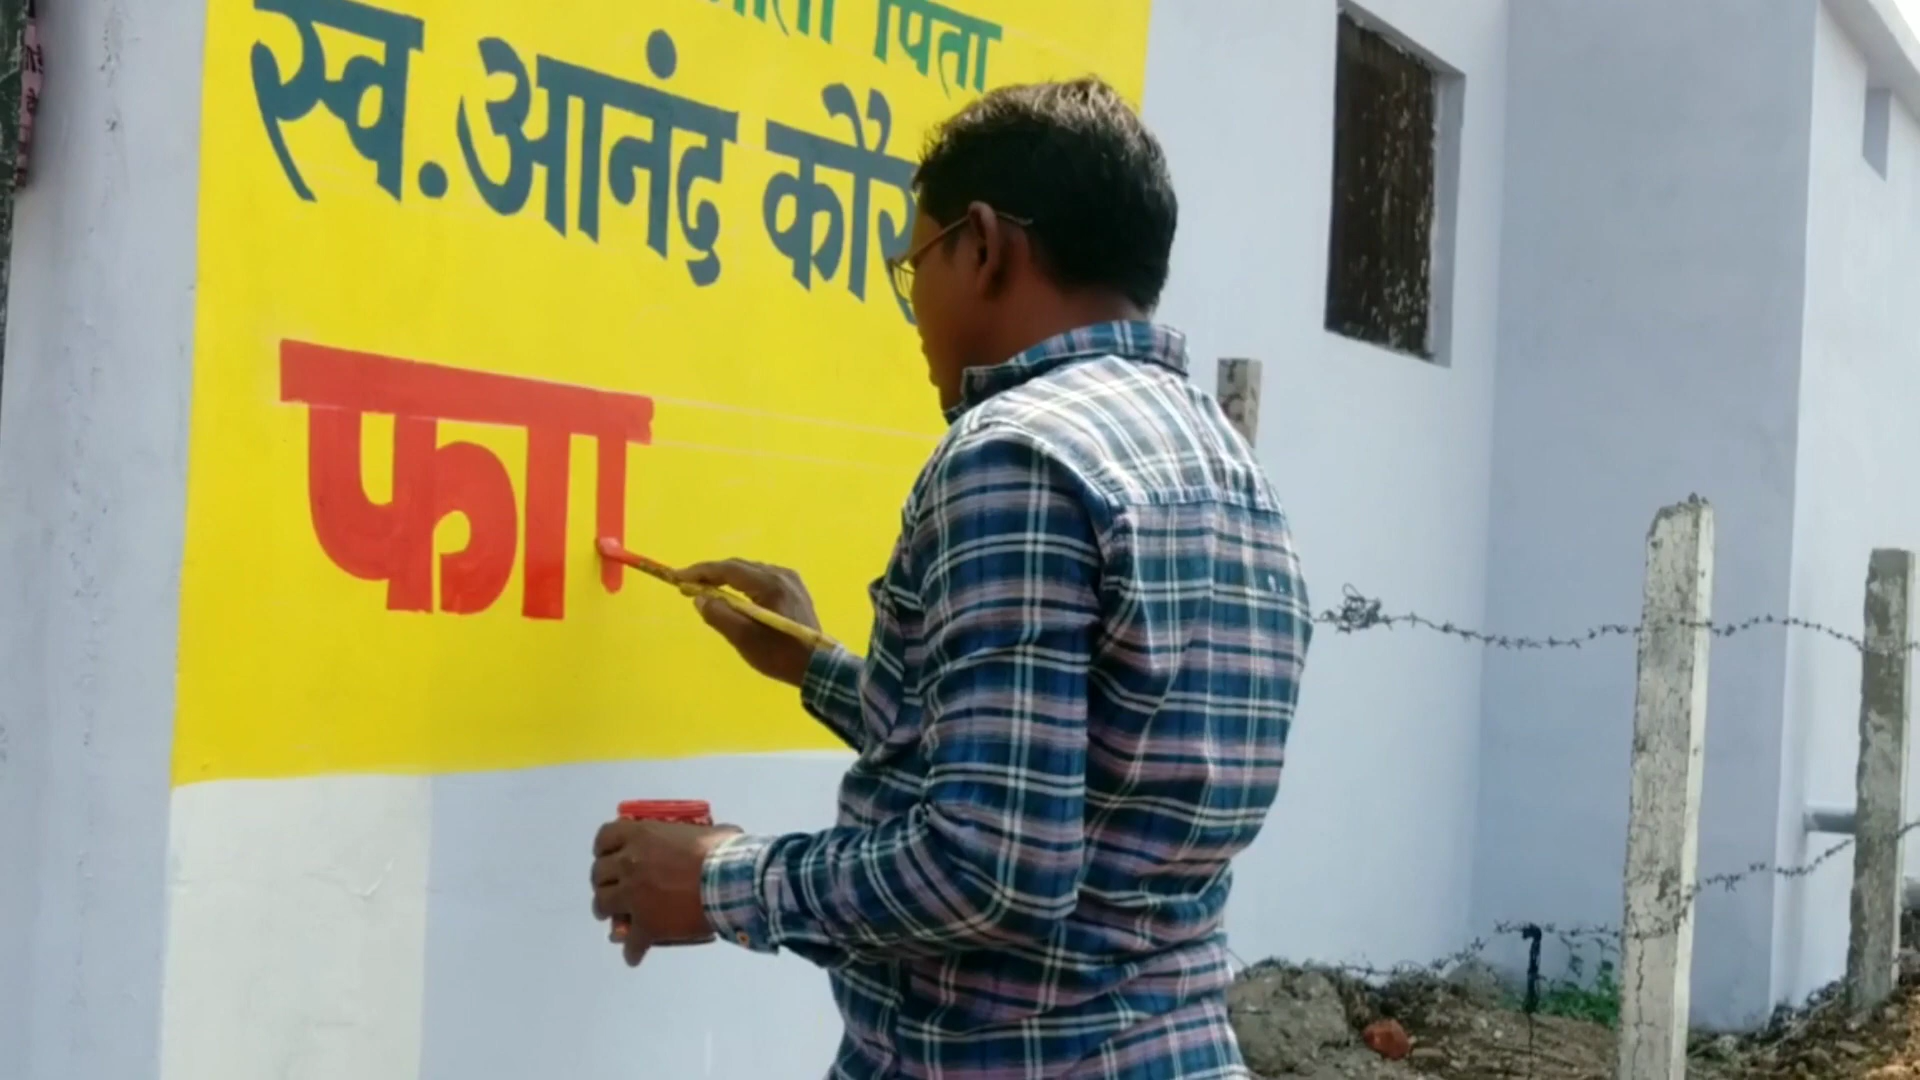 माता पिता
स्व. आनंद कौर
फा